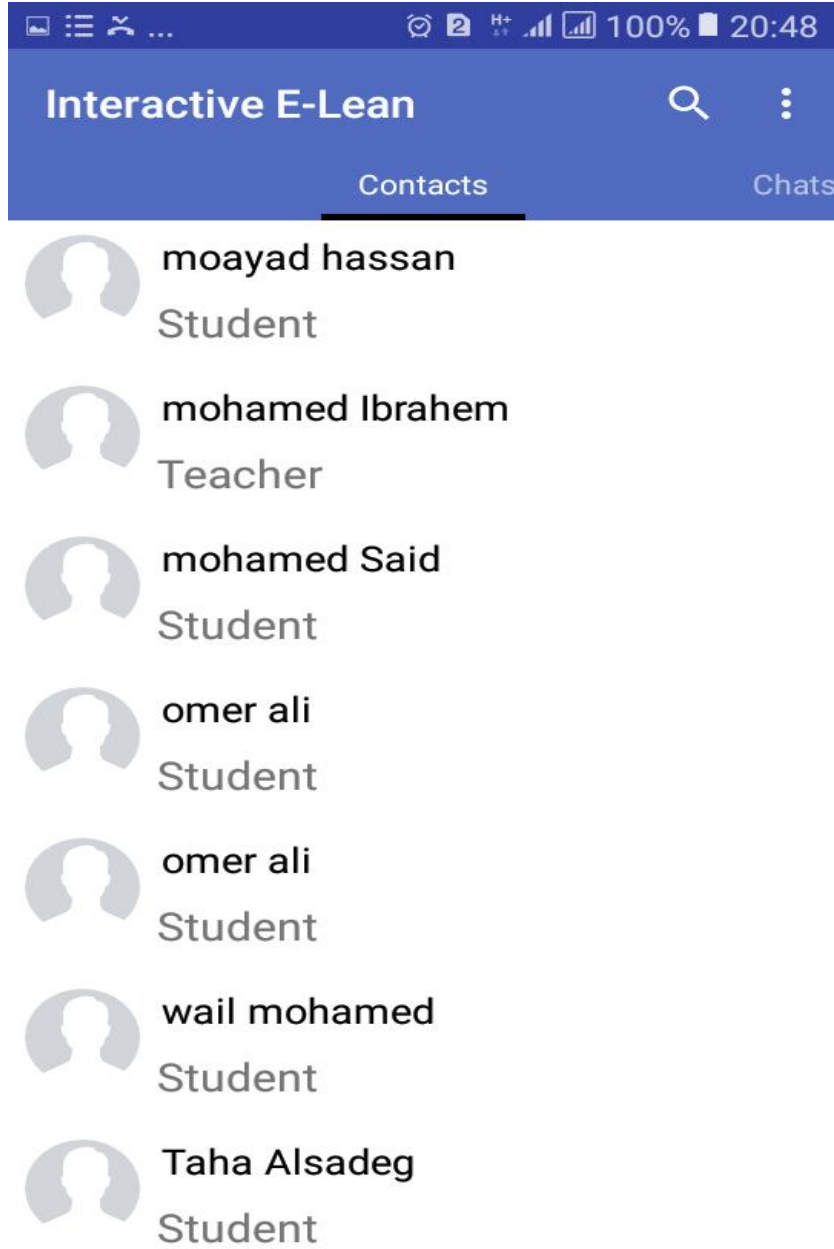 ... 2 H+ 100% 20:48
Interactive E-Lean
Contacts Chats
moayad hassan
Student
mohamed Ibrahem
Teacher
mohamed Said
Student
omer ali
Student
omer ali
Student
wail mohamed
Student
Taha Alsadeg
Student